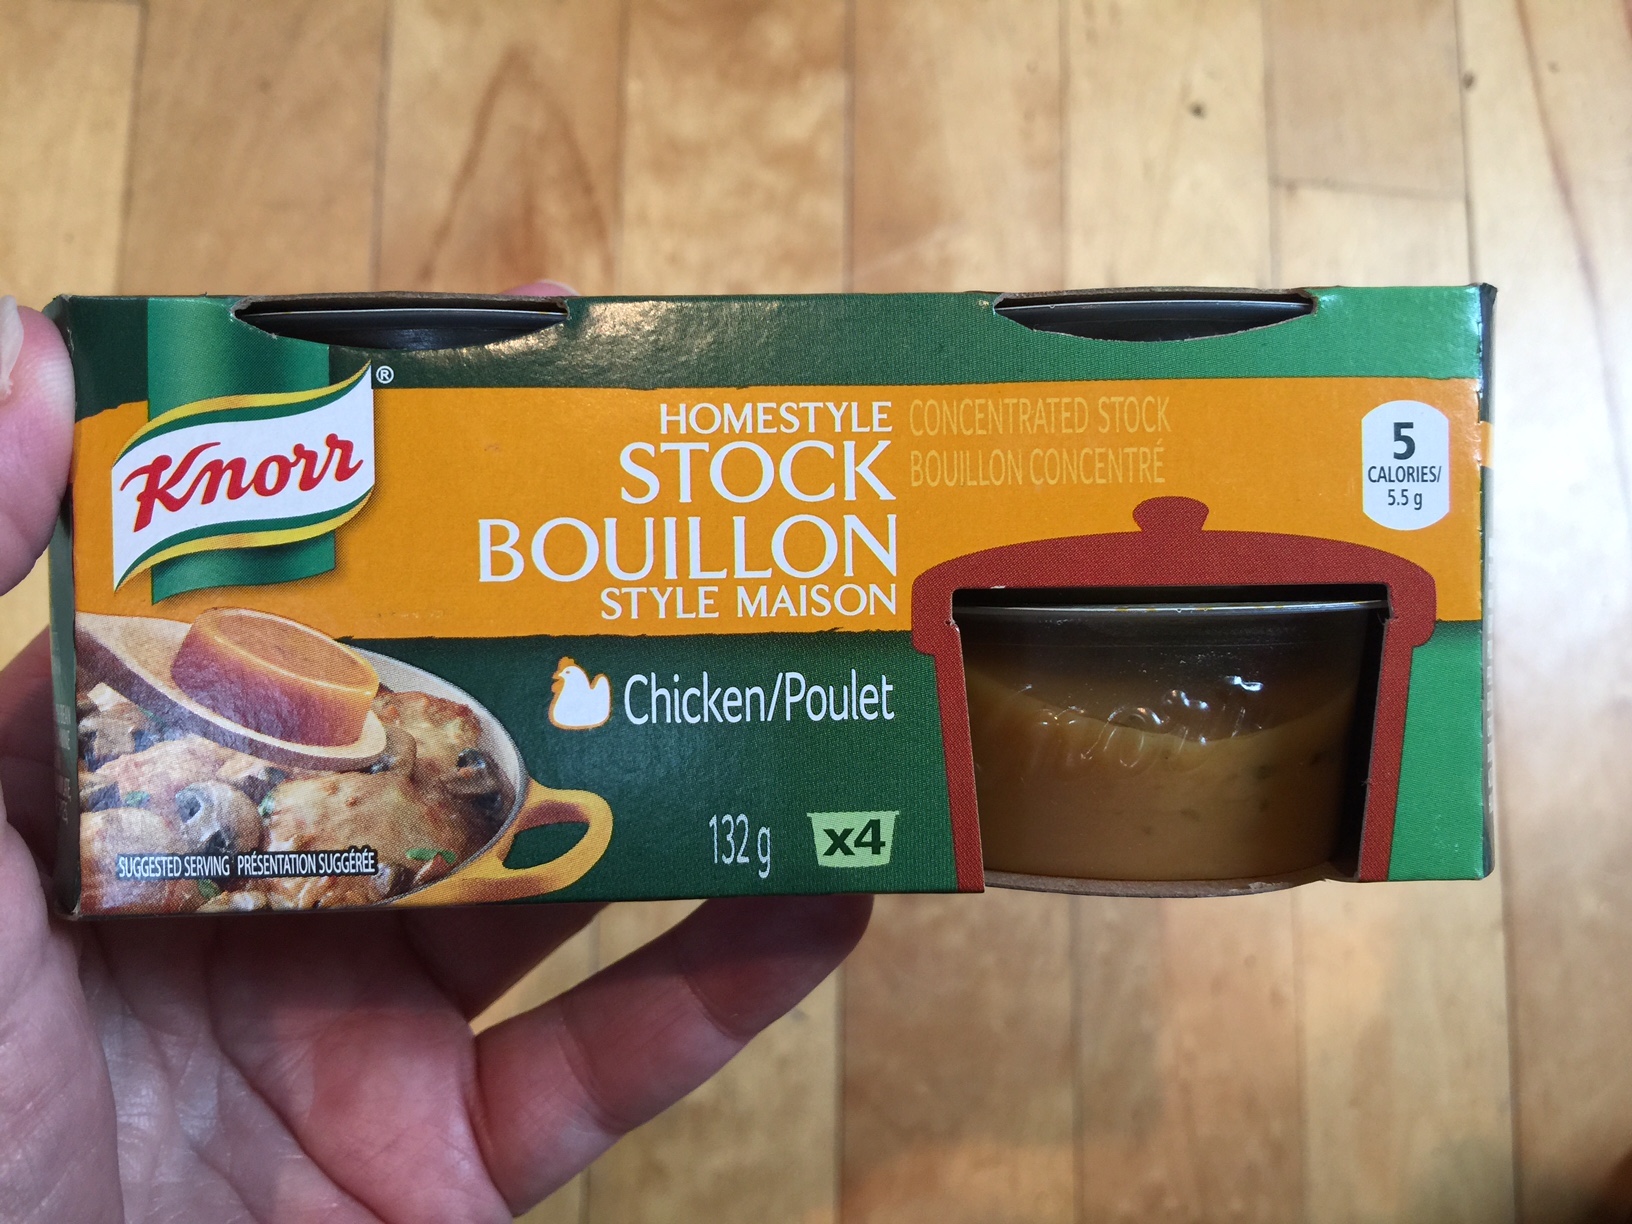 Knorr®
HOMESTYLE
STOCK
BOUILLON
STYLE MAISON
CONCENTRATED STOCK
BOUILLON CONCENTRÉ
5
CALORIES/
5.5 g
Chicken/Poulet
132 g
x4
SUGGESTED SERVING PRÉSENTATION SUGGÉRÉE
Knorr